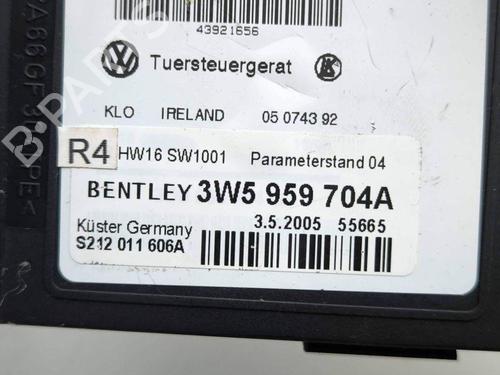 43921656
Tuersteuergerat
KLO IRELAND 05 0743 92
R4 HW16 SW1001 Parameterstand 04
BENTLEY 3W5 959 704A
Küster Germany 3.5.2005 55665
S212 011 606A